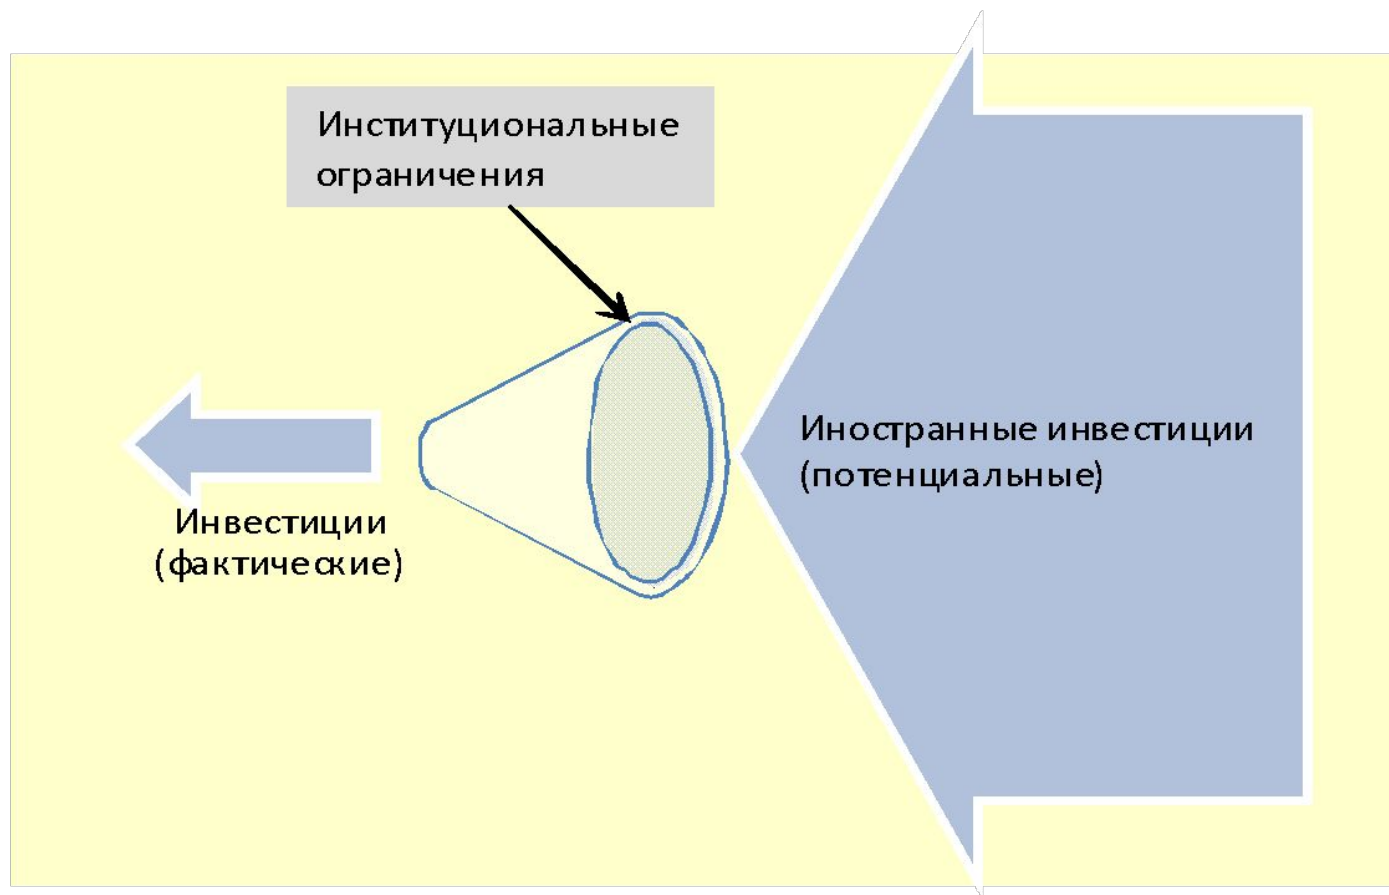 Институциональные
ограничения
Иностранные инвестиции
(потенциальные)
Инвестиции
(фактические)